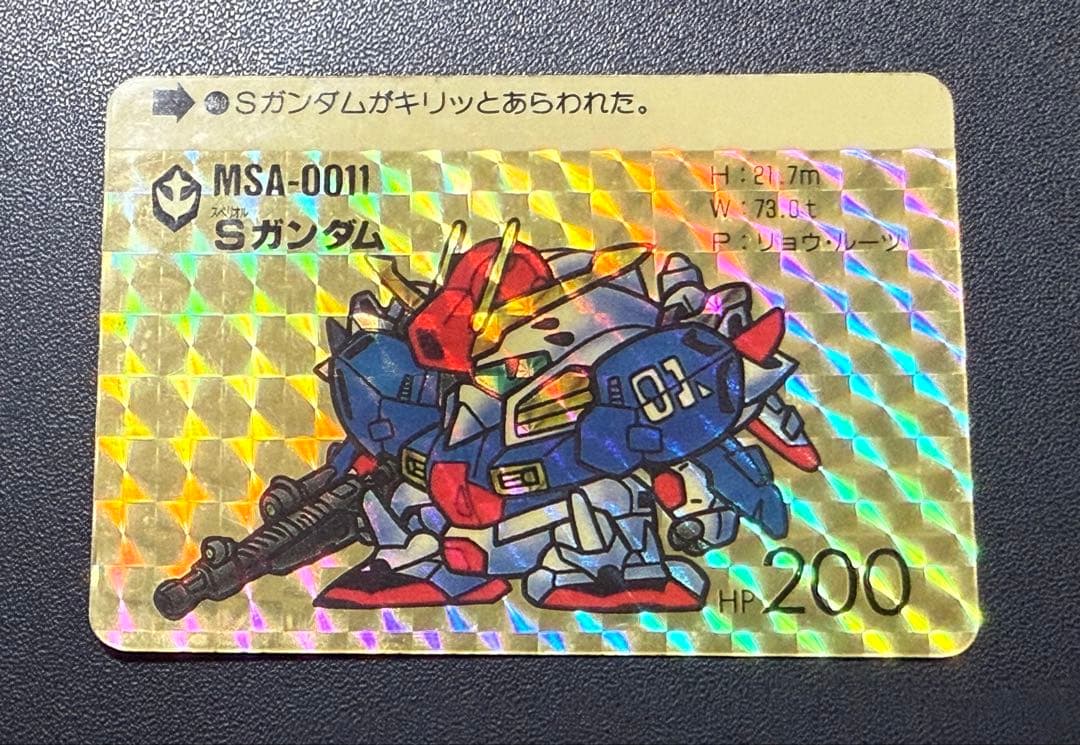 Sガンダムがキリッとあらわれた。
MSA-0011
スペリオル
Sガンダム
H:21.7m
W:73.0t
P:リョウ・ルーツ
01
HP 200